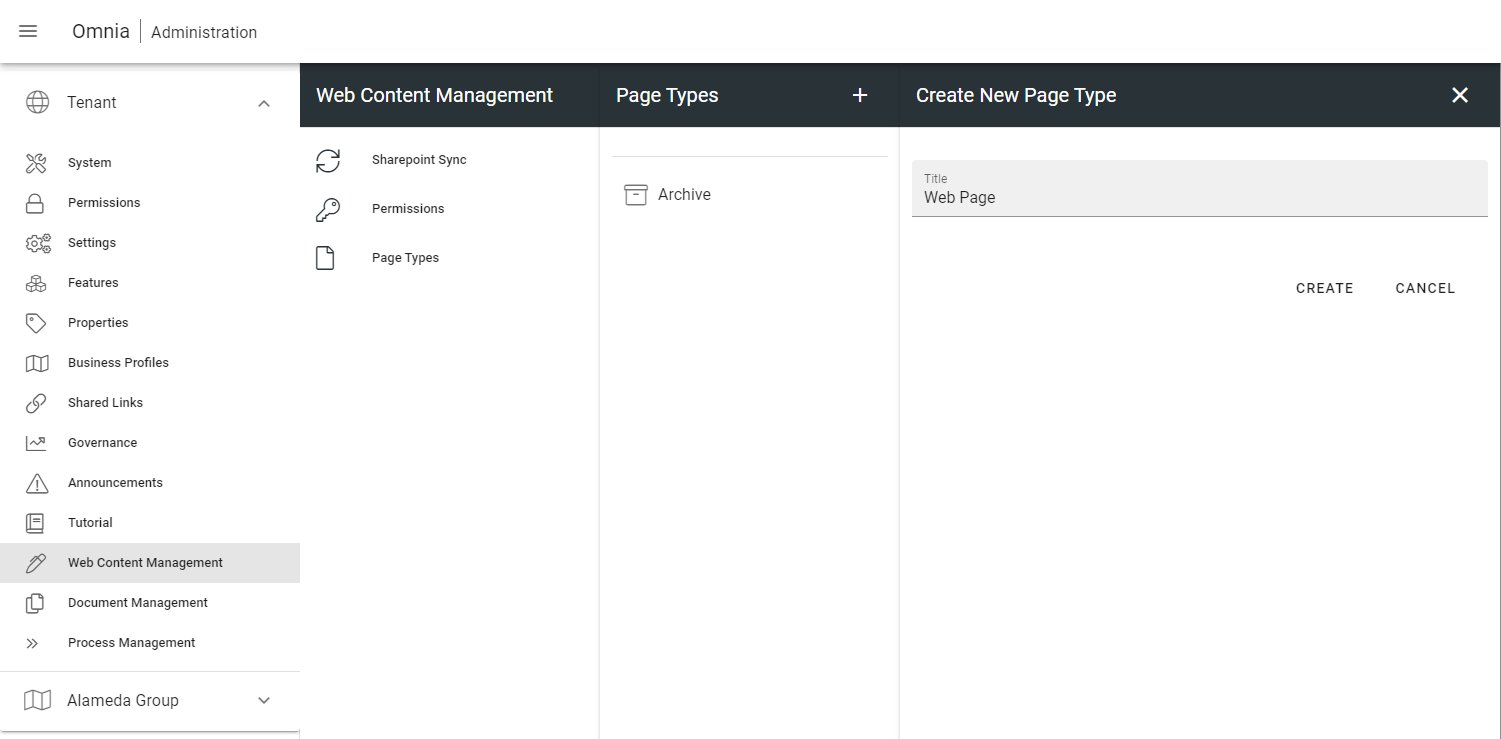 Omnia
Administration
Tenant
System
Permissions
Settings
Features
Properties
Business Profiles
Shared Links
Governance
Announcements
Tutorial
Web Content Management
Document Management
Process Management
Alameda Group
Web Content Management
Sharepoint Sync
Permissions
Page Types
Page Types
Archive
Create New Page Type
Title
Web Page
CREATE
CANCEL